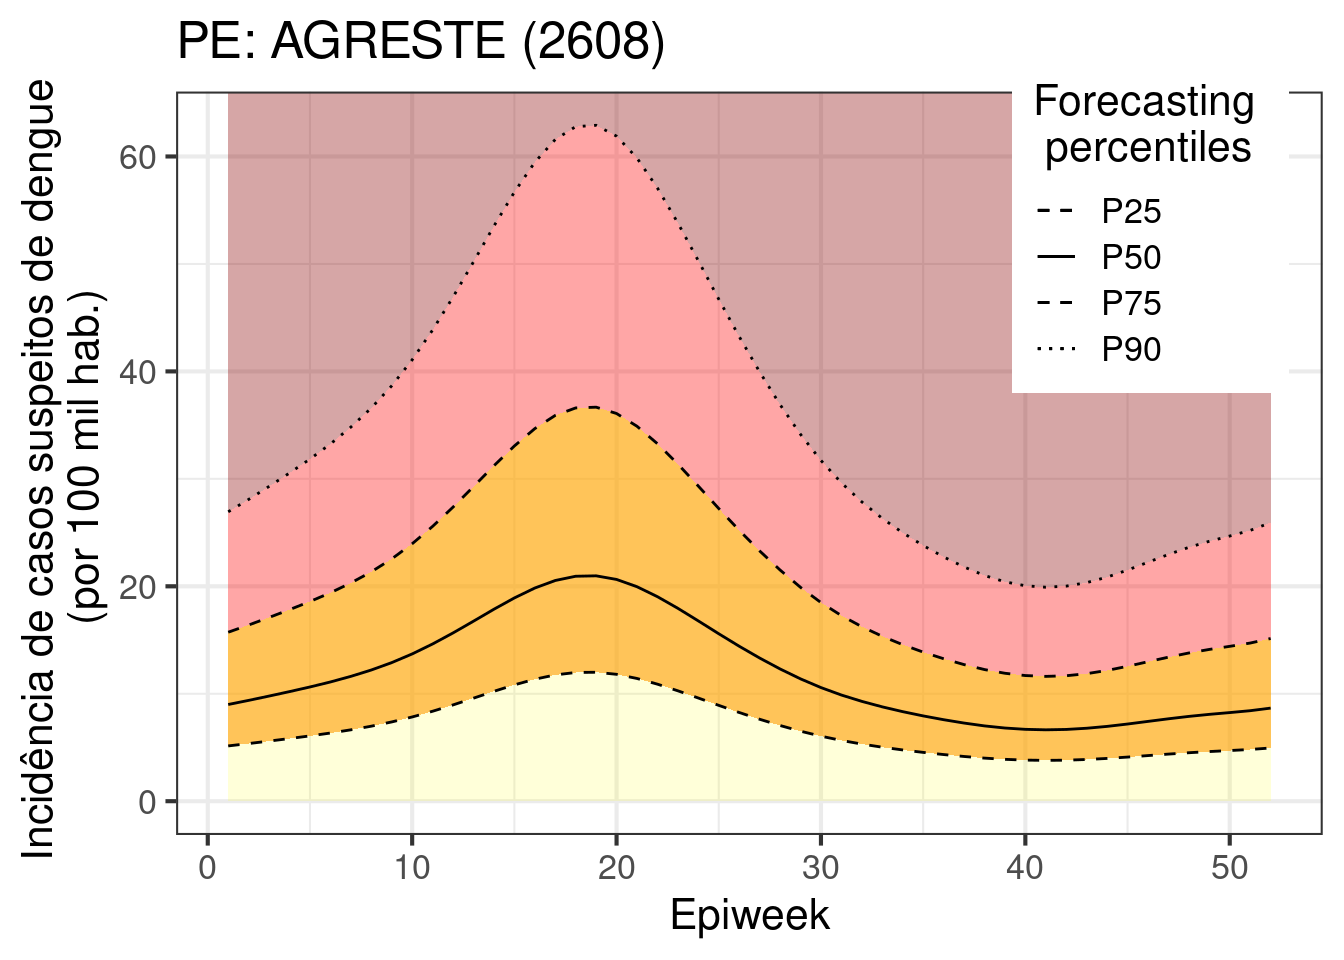 PE: AGRESTE (2608)
Incidência de casos suspeitos de dengue
(por 100 mil hab.)
60
40
20
0
0 10 20 30 40 50
Epiweek
Forecasting
percentiles
P25
P50
P75
P90